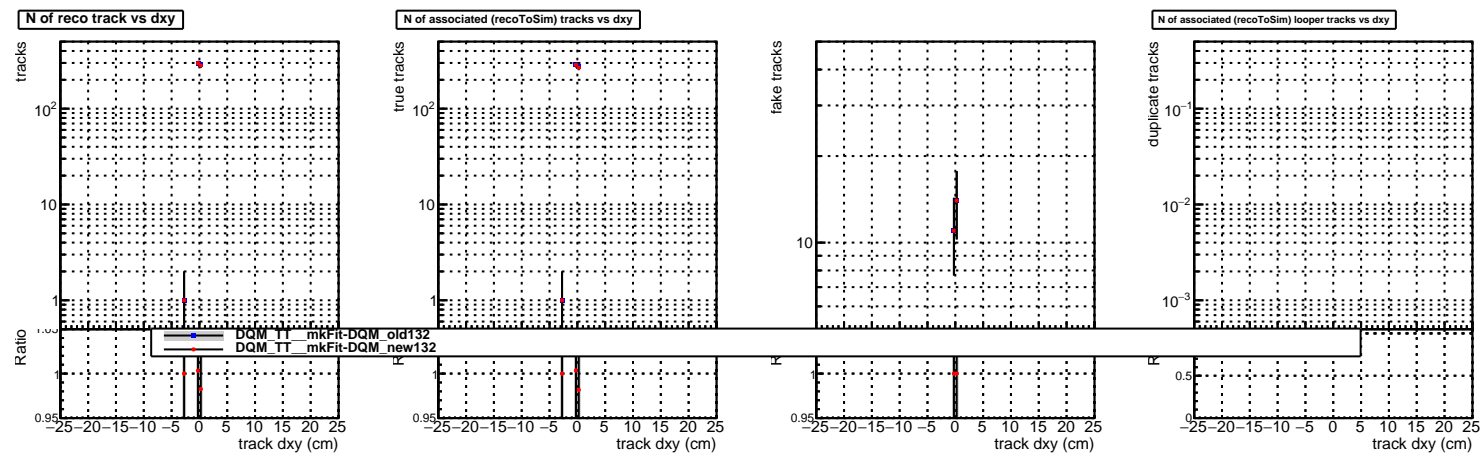 N of reco track vs dxy
tracks
10²
10
1
Ratio
1
0.95
−25 −20 −15 −10 −5 0 5 10 15 20 25
track dxy (cm)
N of associated (recoToSim) tracks vs dxy
true tracks
10²
10
1
1
0.95
−25 −20 −15 −10 −5 0 5 10 15 20 25
track dxy (cm)
fake tracks
10
1
0.95
−25 −20 −15 −10 −5 0 5 10 15 20 25
track dxy (cm)
N of associated (recoToSim) looper tracks vs dxy
duplicate tracks
10⁻¹
10⁻²
10⁻³
0.5
0
−25 −20 −15 −10 −5 0 5 10 15 20 25
track dxy (cm)
DQM_TT__mkFit-DQM_old132
DQM_TT__mkFit-DQM_new132